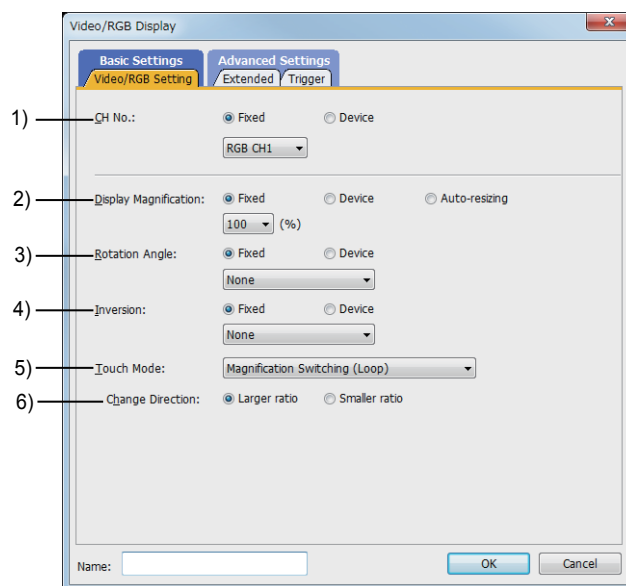 Video/RGB Display
x
Basic Settings Advanced Settings
Video/RGB Setting Extended Trigger
1) CH No.: Fixed Device
RGB CH1
2) Display Magnification: Fixed Device Auto-resizing
100 (%)
3) Rotation Angle: Fixed Device
None
4) Inversion: Fixed Device
None
5) Touch Mode: Magnification Switching (Loop)
6) Change Direction: Larger ratio Smaller ratio
Name: OK Cancel